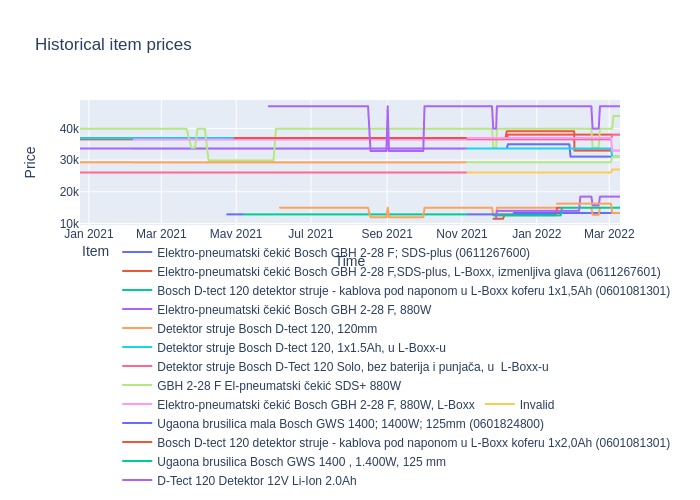 Historical item prices
40k
30k
20k
10k
Price
Jan 2021 Mar 2021 May 2021 Jul 2021 Sep 2021 Nov 2021 Jan 2022 Mar 2022
Time
Item
Elektro-pneumatski čekić Bosch GBH 2-28 F; SDS-plus (0611267600)
Elektro-pneumatski čekić Bosch GBH 2-28 F,SDS-plus, L-Boxx, izmenljiva glava (0611267601)
Bosch D-tect 120 detektor struje - kablova pod naponom u L-Boxx koferu 1x1,5Ah (0601081301)
Elektro-pneumatski čekić Bosch GBH 2-28 F, 880W
Detektor struje Bosch D-tect 120, 120mm
Detektor struje Bosch D-tect 120, 1x1.5Ah, u L-Boxx-u
Detektor struje Bosch D-Tect 120 Solo, bez baterija i punjača, u  L-Boxx-u
GBH 2-28 F El-pneumatski čekić SDS+ 880W
Elektro-pneumatski čekić Bosch GBH 2-28 F, 880W, L-Boxx Invalid
Ugaona brusilica mala Bosch GWS 1400; 1400W; 125mm (0601824800)
Bosch D-tect 120 detektor struje - kablova pod naponom u L-Boxx koferu 1x2,0Ah (0601081301)
Ugaona brusilica Bosch GWS 1400 , 1.400W, 125 mm
D-Tect 120 Detektor 12V Li-Ion 2.0Ah